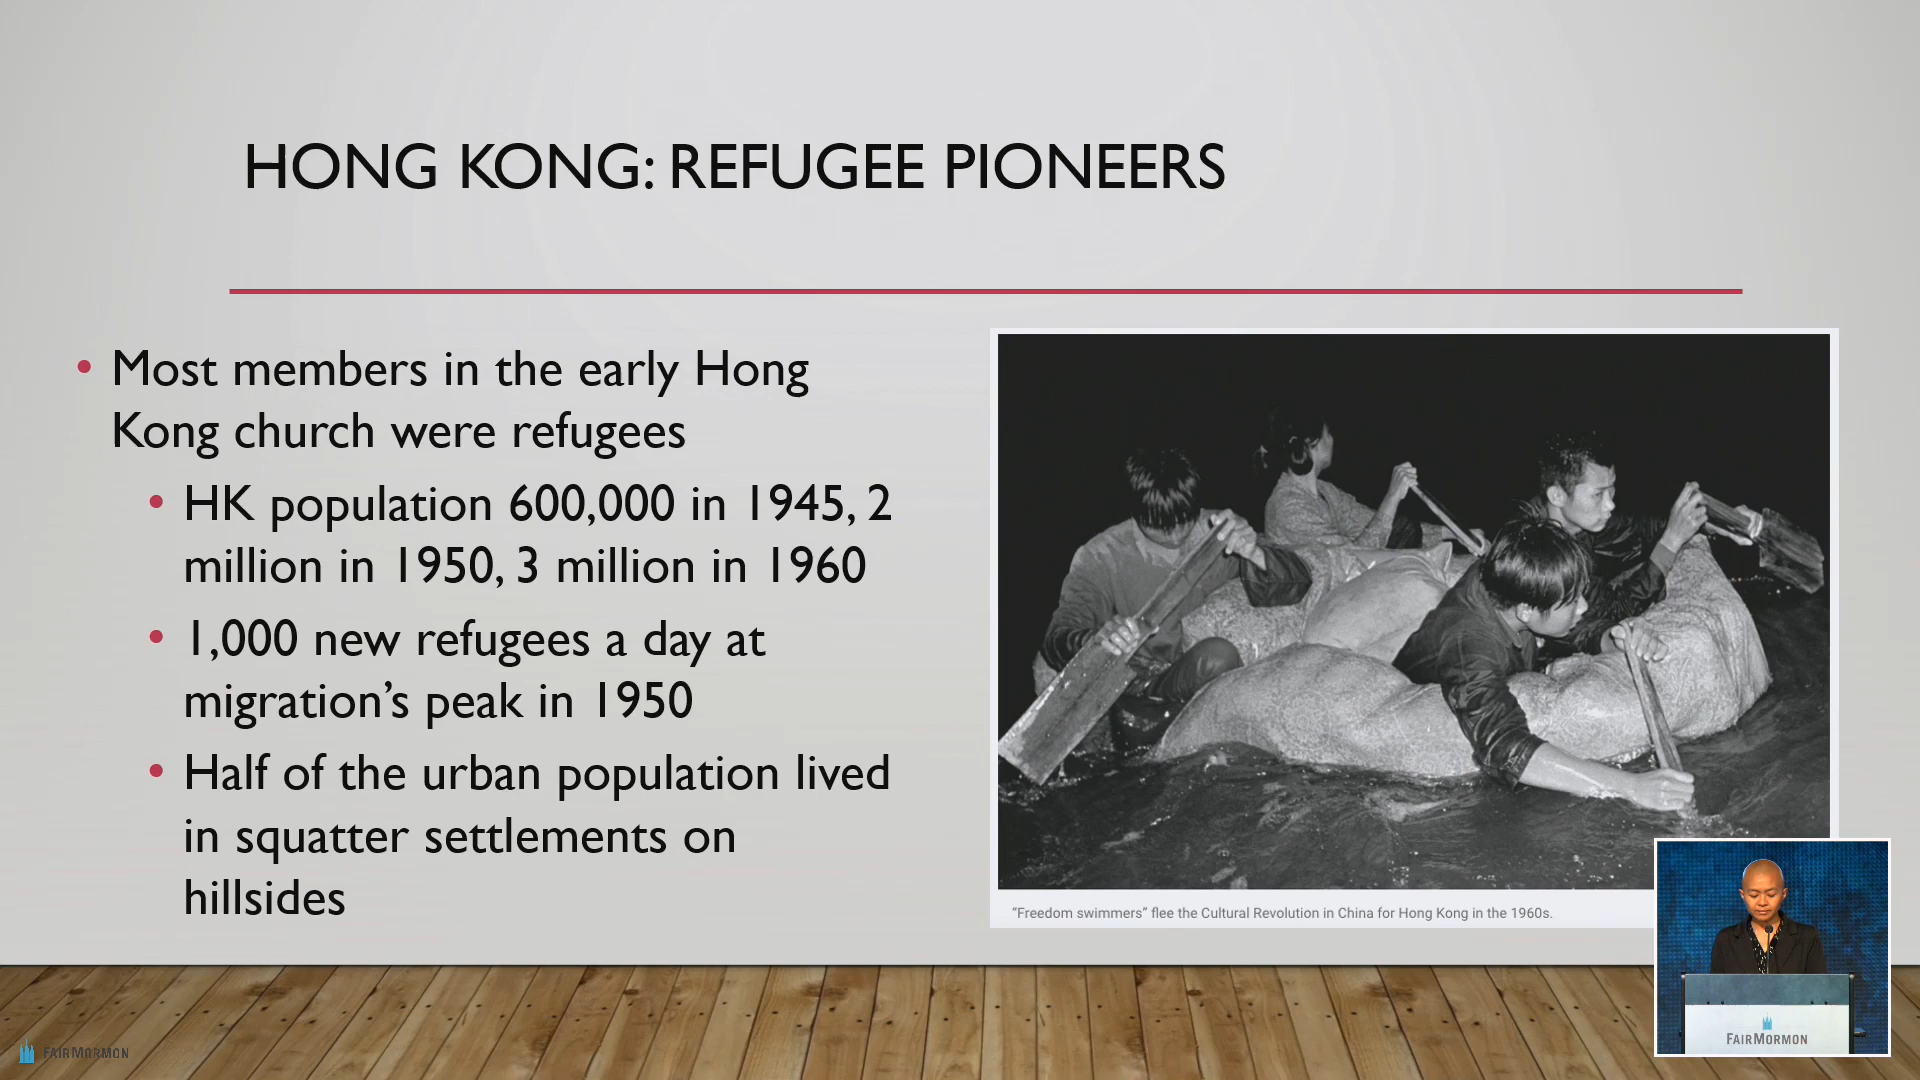 HONG KONG: REFUGEE PIONEERS
• Most members in the early Hong
Kong church were refugees
• HK population 600,000 in 1945, 2
million in 1950, 3 million in 1960
• 1,000 new refugees a day at
migration’s peak in 1950
• Half of the urban population lived
in squatter settlements on
hillsides
“Freedom swimmers” flee the Cultural Revolution in China for Hong Kong in the 1960s.
FAIRMORMON
FAIRMORMON